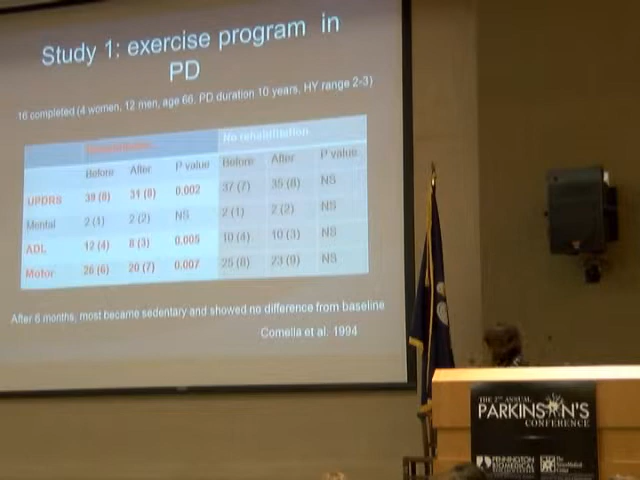 Study 1: exercise program in
PD
16 completed (4 women, 12 men, age 66, PD duration 10 years, HY range 2-3)
No rehabilitation
Before After P value Before After P value
UPDRS 39 (8) 31 (8) 0.002 37 (7) 35 (8) NS
Mental 2 (1) 2 (2) NS 2 (1) 2 (2) NS
ADL 12 (4) 8 (3) 0.005 10 (4) 10 (3) NS
Motor 26 (6) 20 (7) 0.007 25 (8) 23 (9) NS
After 6 months, most became sedentary and showed no difference from baseline
Comella et al. 1994
THE 2ND ANNUAL
PARKINSON'S
CONFERENCE
PENNINGTON
BIOMEDICAL